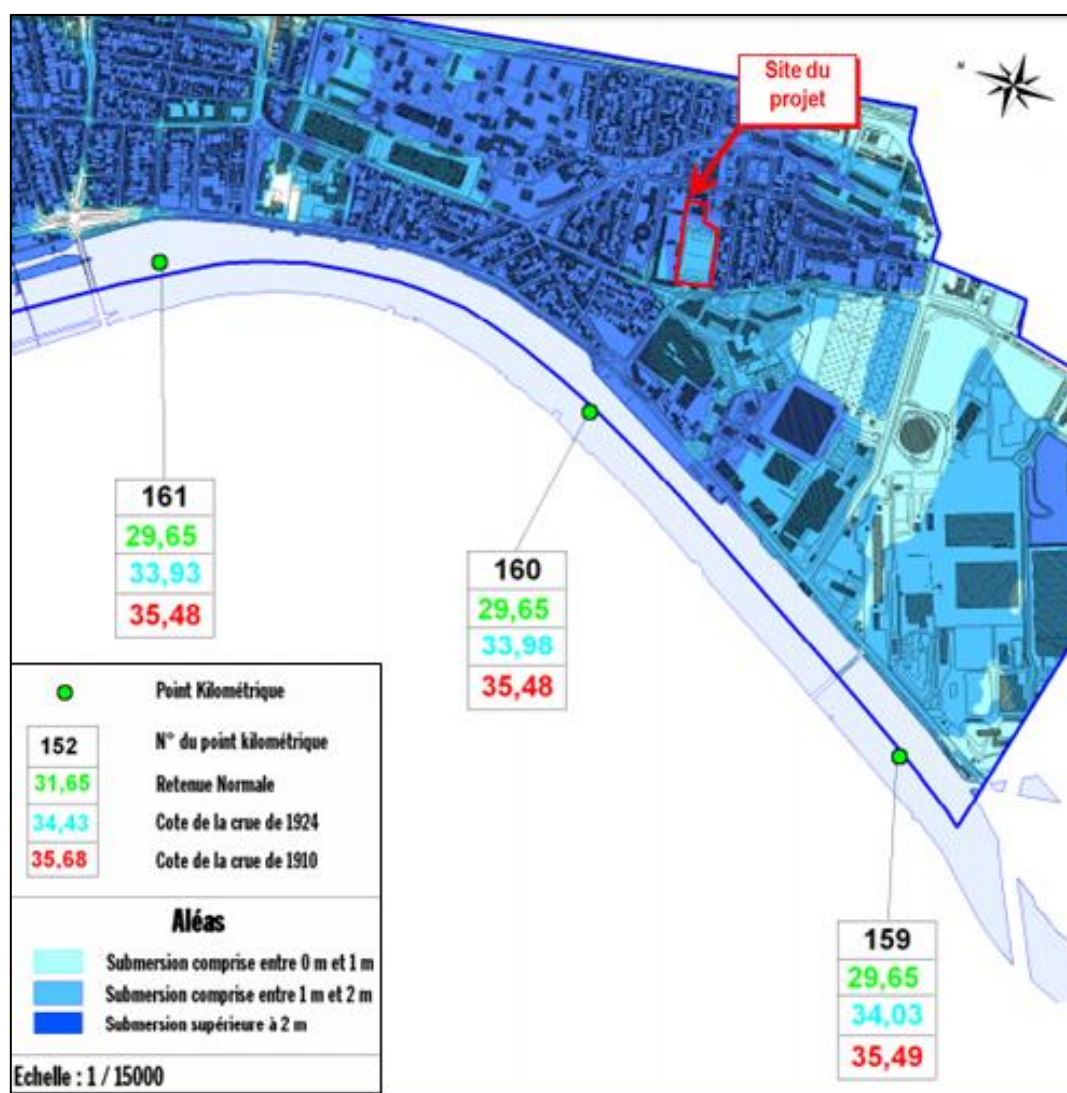 Site du
projet
N
161
29,65
33,93
35,48
160
29,65
33,98
35,48
159
29,65
34,03
35,49
Point Kilométrique
152
N° du point kilométrique
31,65
Retenue Normale
34,43
Cote de la crue de 1924
35,68
Cote de la crue de 1910
Aléas
Submersion comprise entre 0 m et 1 m
Submersion comprise entre 1 m et 2 m
Submersion supérieure à 2 m
Echelle : 1 / 15000